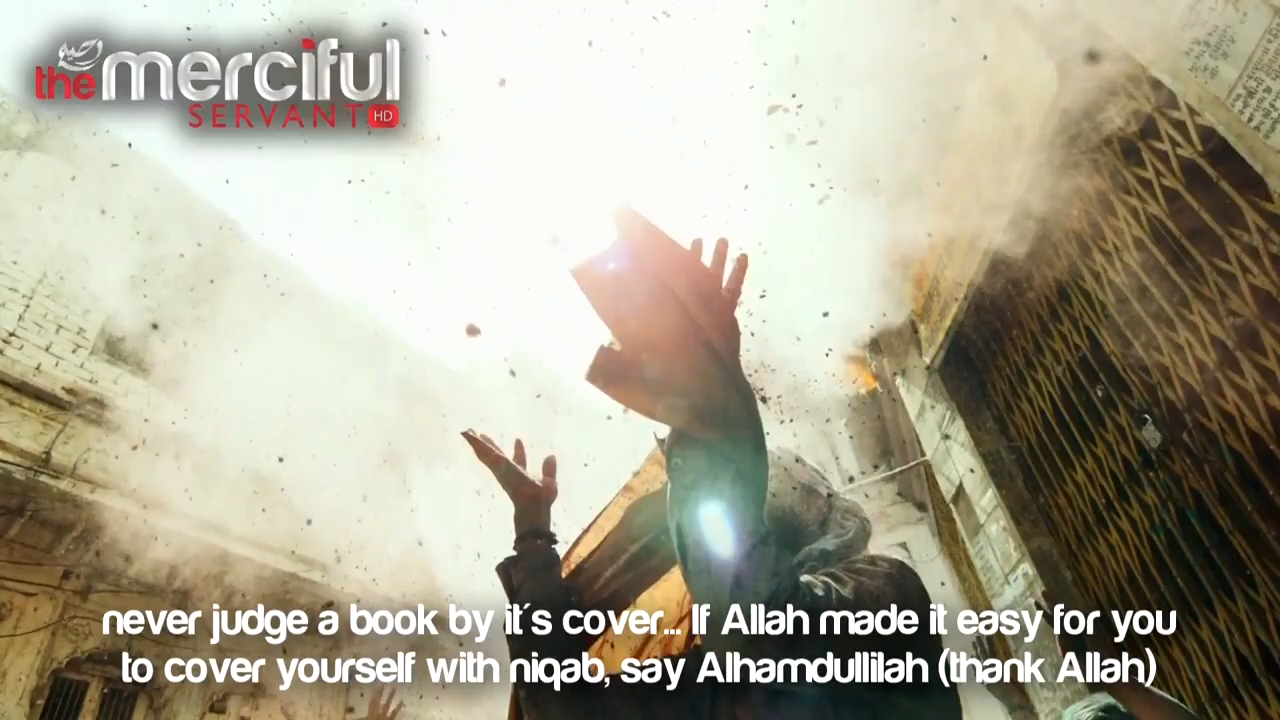 the merciful
SERVANT HD
never judge a book by it's cover... If Allah made it easy for you
to cover yourself with niqab, say Alhamdullilah (thank Allah)